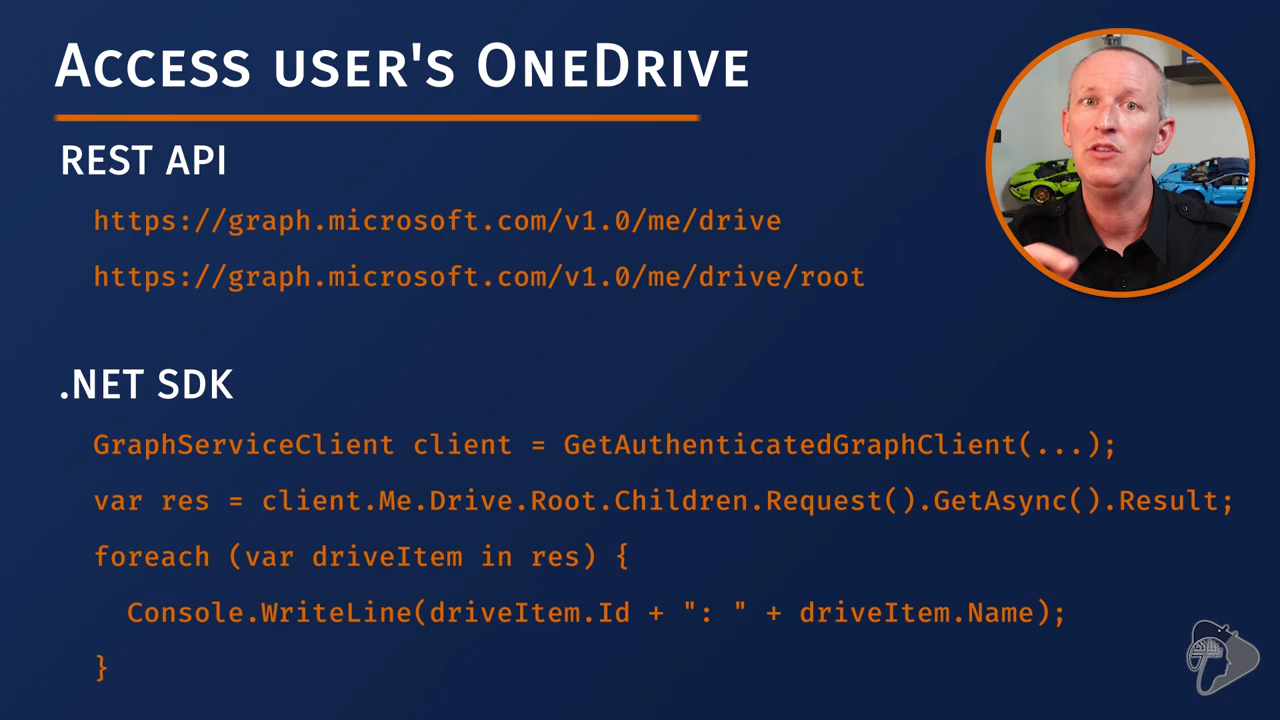 Access user's OneDrive
REST API
https://graph.microsoft.com/v1.0/me/drive
https://graph.microsoft.com/v1.0/me/drive/root
.NET SDK
GraphServiceClient client = GetAuthenticatedGraphClient(...);
var res = client.Me.Drive.Root.Children.Request().GetAsync().Result;
foreach (var driveItem in res) {
Console.WriteLine(driveItem.Id + ": " + driveItem.Name);
}